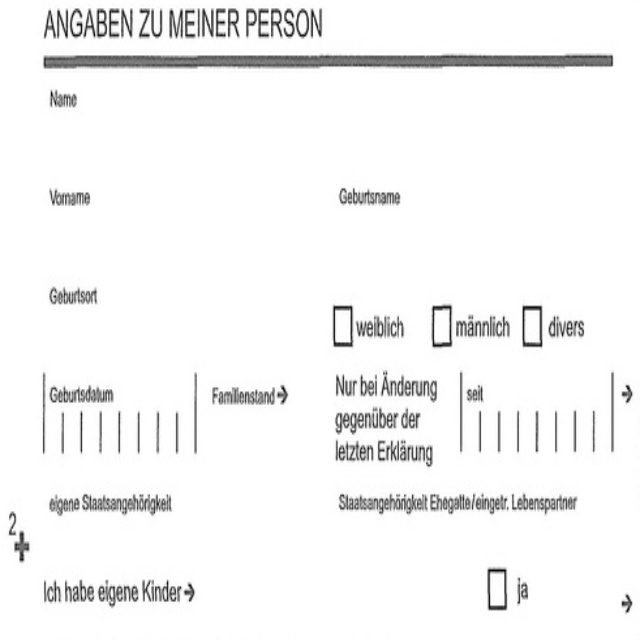 ANGABEN ZU MEINER PERSON
Name
Vorname Geburtsname
Geburtsort
weiblich männlich divers
Geburtsdatum Familienstand → Nur bei Änderung gegenüber der letzten Erklärung seit →
eigene Staatsangehörigkeit Staatsangehörigkeit Ehegatte/eingetr. Lebenspartner
2
Ich habe eigene Kinder → ja →